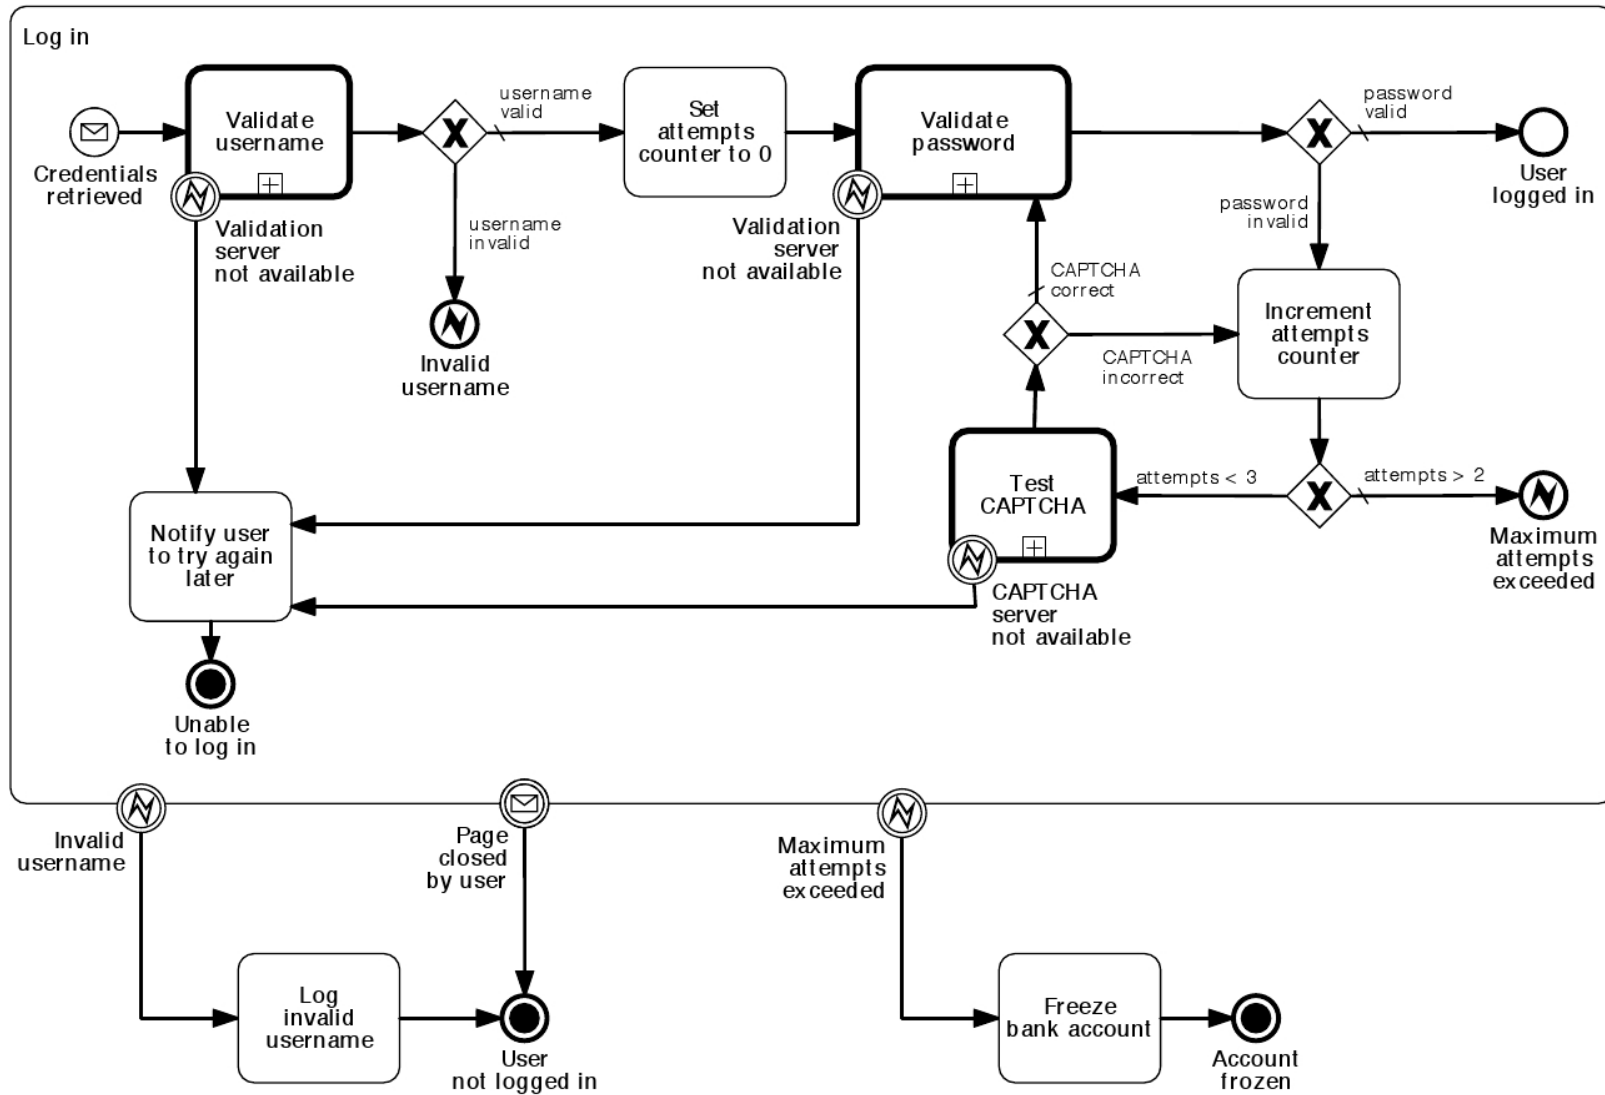 Log in
Credentials
retrieved
Validate
username
Validation
server
not available
username
valid
username
invalid
Invalid
username
Set
attempts
counter to 0
Validate
password
Validation
server
not available
password
valid
User
logged in
password
invalid
CAPTCHA
correct
CAPTCHA
incorrect
Increment
attempts
counter
Test
CAPTCHA
attempts < 3
attempts > 2
Maximum
attempts
exceeded
CAPTCHA
server
not available
Notify user
to try again
later
Unable
to log in
Invalid
username
Page
closed
by user
Maximum
attempts
exceeded
Log
invalid
username
User
not logged in
Freeze
bank account
Account
frozen